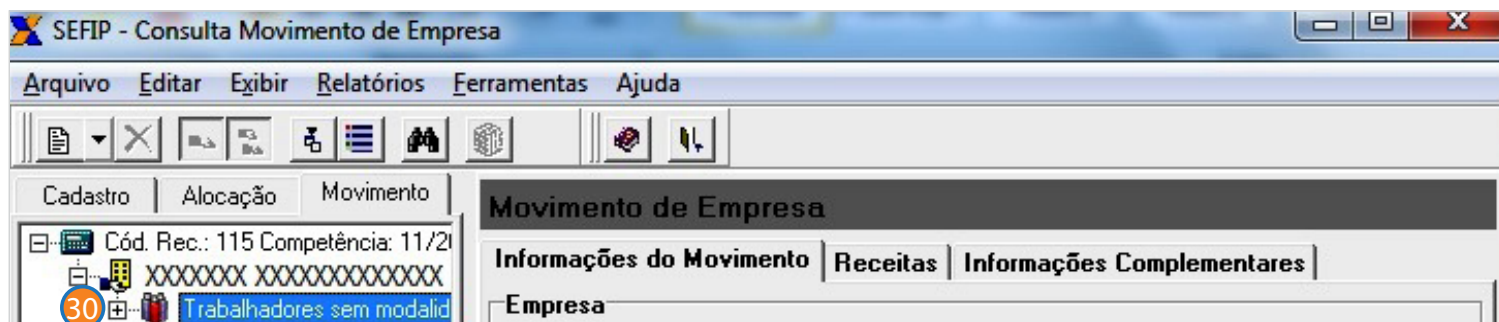 SEFIP - Consulta Movimento de Empresa
Arquivo Editar Exibir Relatórios Ferramentas Ajuda
Cadastro Alocação Movimento
Movimento de Empresa
Cód. Rec.: 115 Competência: 11/2
Informações do Movimento Receitas Informações Complementares
XXXXXXX XXXXXXXXXXXXX
Empresa
30 Trabalhadores sem modalid